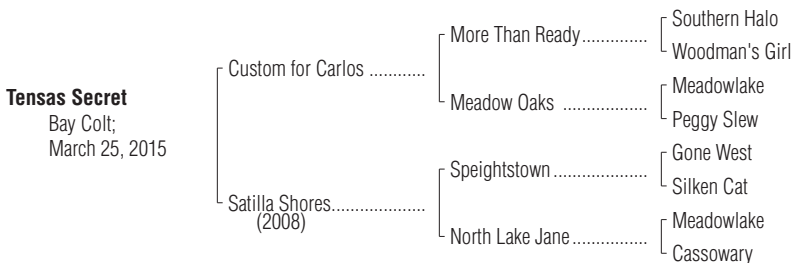 Tensas Secret
Bay Colt;
March 25, 2015
Custom for Carlos ............
Satilla Shores.....................
(2008)
More Than Ready..............
Meadow Oaks ..................
Speightstown ....................
North Lake Jane................
Southern Halo
Woodman's Girl
Meadowlake
Peggy Slew
Gone West
Silken Cat
Meadowlake
Cassowary